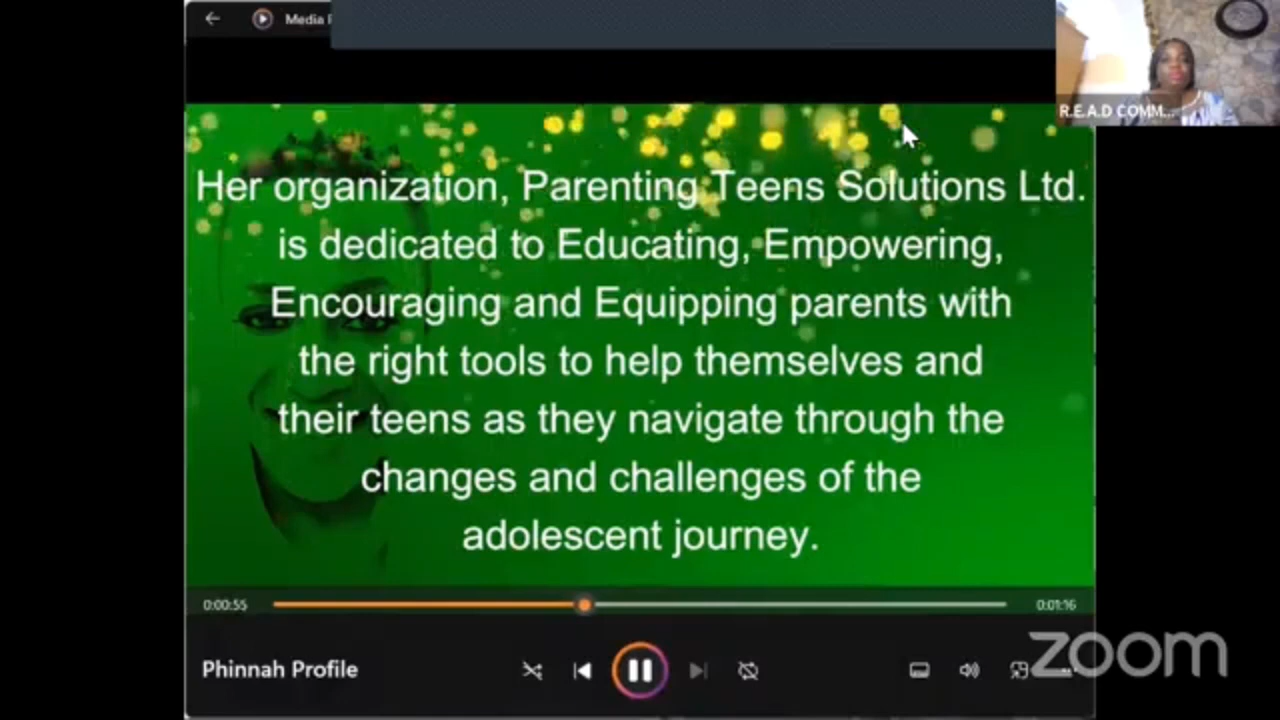 Media
R.E.A.D COMM...
Her organization, Parenting Teens Solutions Ltd.
is dedicated to Educating, Empowering,
Encouraging and Equipping parents with
the right tools to help themselves and
their teens as they navigate through the
changes and challenges of the
adolescent journey.
0:00:55
0:01:16
Phinnah Profile
zoom